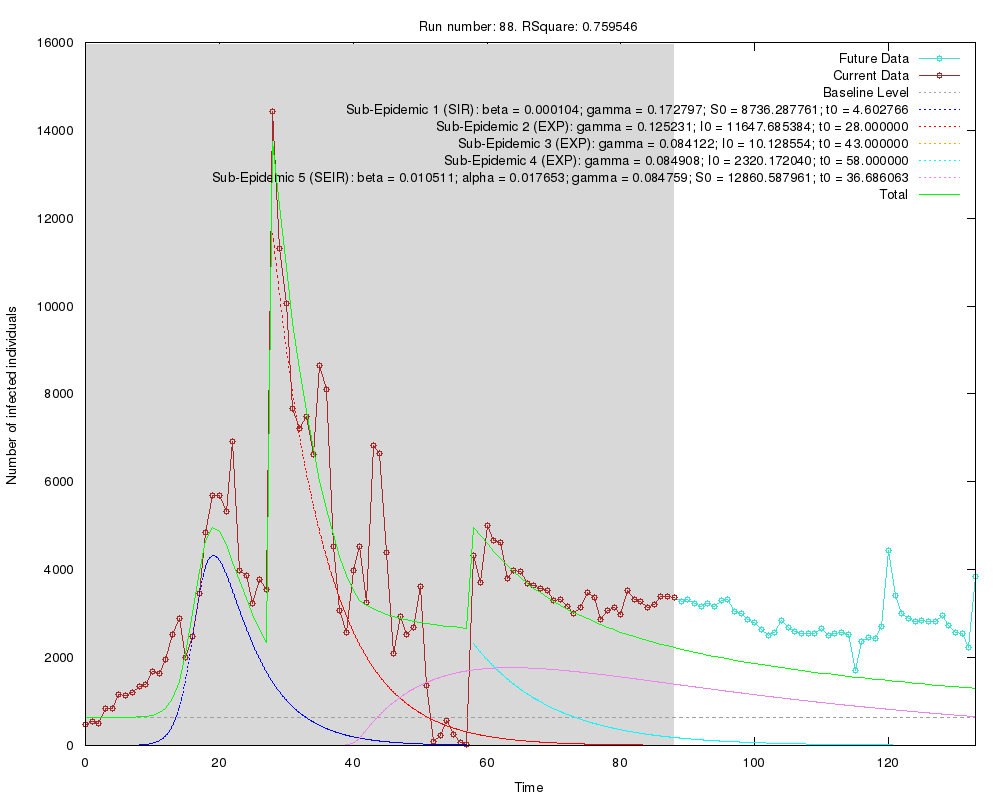 Run number: 88. RSquare: 0.759546
16000
14000
12000
10000
8000
6000
4000
2000
0
Number of infected individuals
Future Data
Current Data
Baseline Level
Sub-Epidemic 1 (SIR): beta = 0.000104; gamma = 0.172797; S0 = 8736.287761; t0 = 4.602766
Sub-Epidemic 2 (EXP): gamma = 0.125231; I0 = 11647.685384; t0 = 28.000000
Sub-Epidemic 3 (EXP): gamma = 0.084122; I0 = 10.128554; t0 = 43.000000
Sub-Epidemic 4 (EXP): gamma = 0.084908; I0 = 2320.172040; t0 = 58.000000
Sub-Epidemic 5 (SEIR): beta = 0.010511; alpha = 0.017653; gamma = 0.084759; S0 = 12860.587961; t0 = 36.686063
Total
0 20 40 60 80 100 120
Time